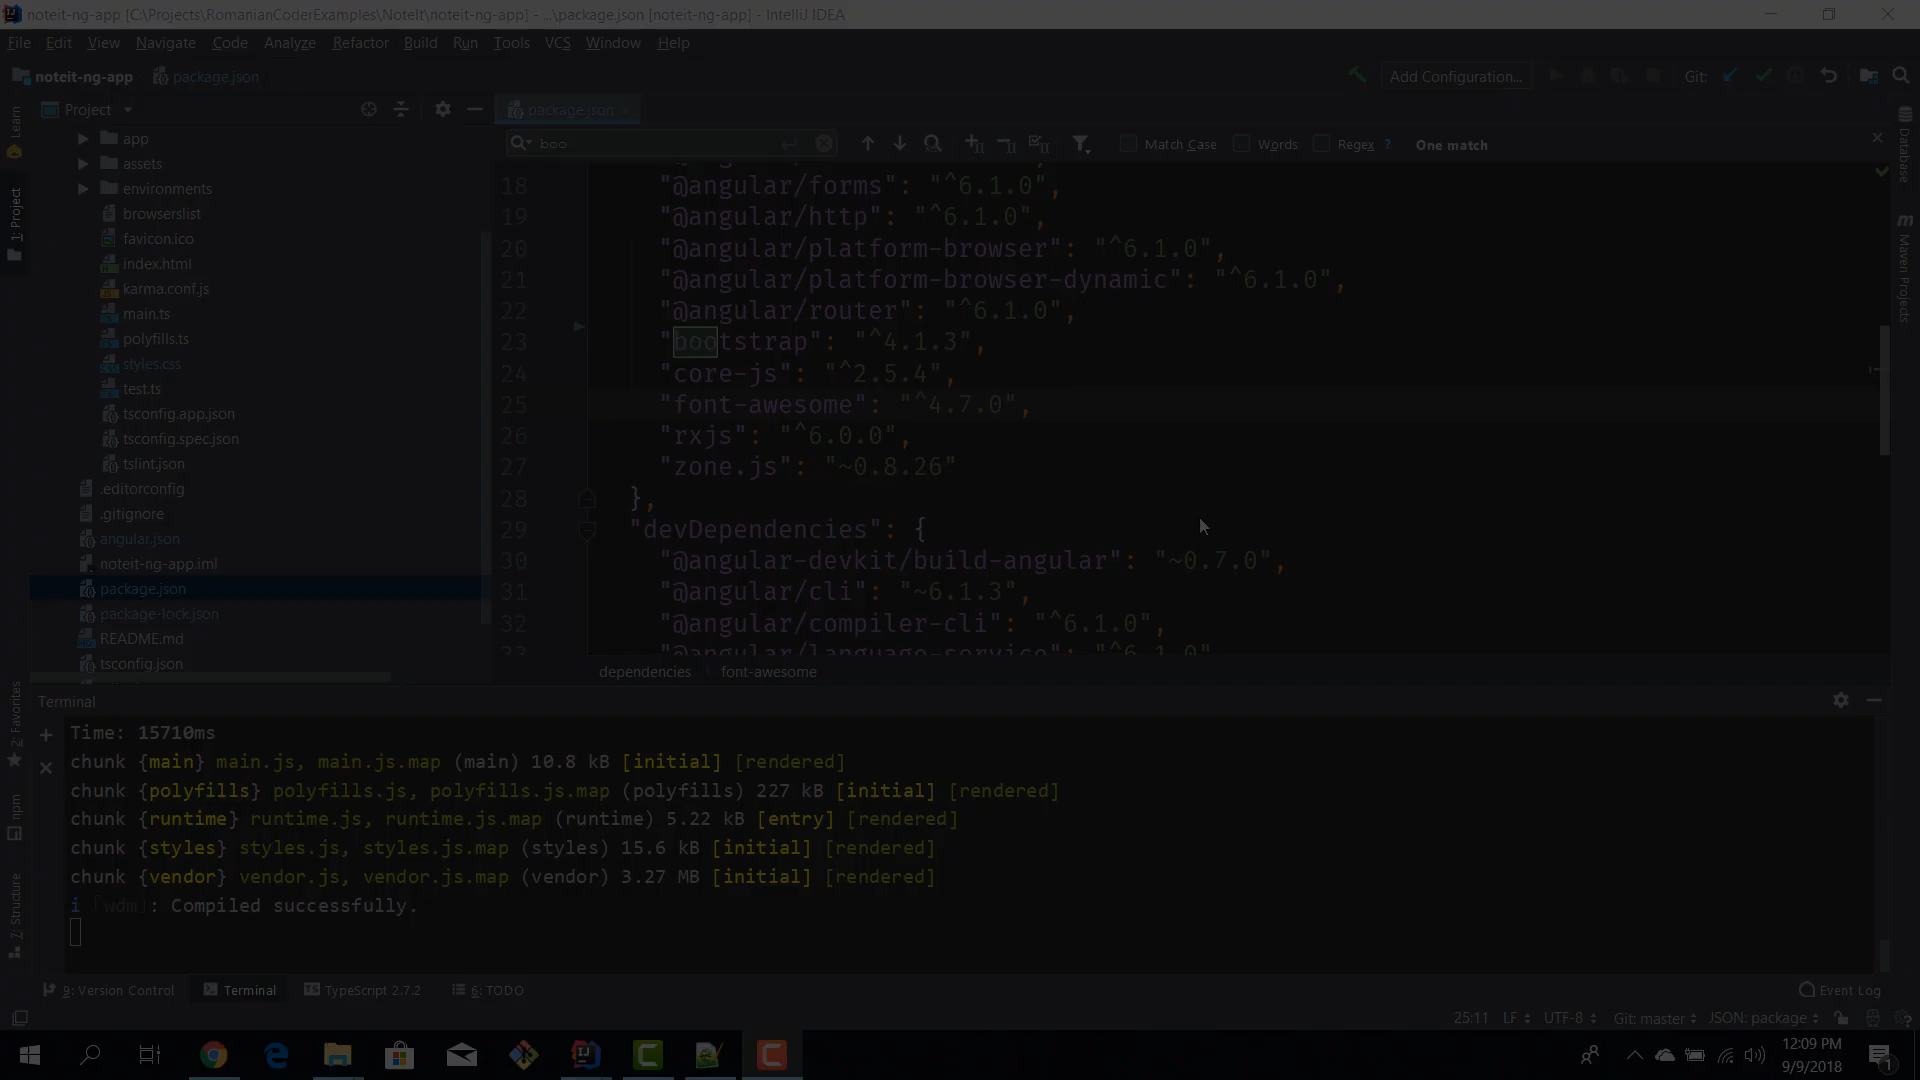 noteit-ng-app [C:\Projects\RomanianCoderExamples\NoteIt\noteit-ng-app] - ...\package.json [noteit-ng-app] - IntelliJ IDEA
File Edit View Navigate Code Analyze Refactor Build Run Tools VCS Window Help
noteit-ng-app package.json
Add Configuration...
Git:
Learn
1: Project
2: Favorites
npm
7: Structure
Project
app
assets
environments
browserslist
favicon.ico
index.html
karma.conf.js
main.ts
polyfills.ts
styles.css
test.ts
tsconfig.app.json
tsconfig.spec.json
tslint.json
.editorconfig
.gitignore
angular.json
noteit-ng-app.iml
package.json
package-lock.json
README.md
tsconfig.json
package.json
boo
Match Case Words Regex ? One match
18 "@angular/forms": "^6.1.0",
19 "@angular/http": "^6.1.0",
20 "@angular/platform-browser": "^6.1.0",
21 "@angular/platform-browser-dynamic": "^6.1.0",
22 "@angular/router": "^6.1.0",
23 "bootstrap": "^4.1.3",
24 "core-js": "^2.5.4",
25 "font-awesome": "^4.7.0",
26 "rxjs": "^6.0.0",
27 "zone.js": "~0.8.26"
28 },
29 "devDependencies": {
30 "@angular-devkit/build-angular": "~0.7.0",
31 "@angular/cli": "~6.1.3",
32 "@angular/compiler-cli": "^6.1.0",
33 "@angular/language-service": "^6.1.0",
dependencies font-awesome
Database
Maven Projects
Terminal
Time: 15710ms
chunk {main} main.js, main.js.map (main) 10.8 kB [initial] [rendered]
chunk {polyfills} polyfills.js, polyfills.js.map (polyfills) 227 kB [initial] [rendered]
chunk {runtime} runtime.js, runtime.js.map (runtime) 5.22 kB [entry] [rendered]
chunk {styles} styles.js, styles.js.map (styles) 15.6 kB [initial] [rendered]
chunk {vendor} vendor.js, vendor.js.map (vendor) 3.27 MB [initial] [rendered]
i ｢wdm｣: Compiled successfully.
9: Version Control Terminal TypeScript 2.7.2 6: TODO Event Log
25:11 LF UTF-8 Git: master JSON: package
12:09 PM
9/9/2018
1